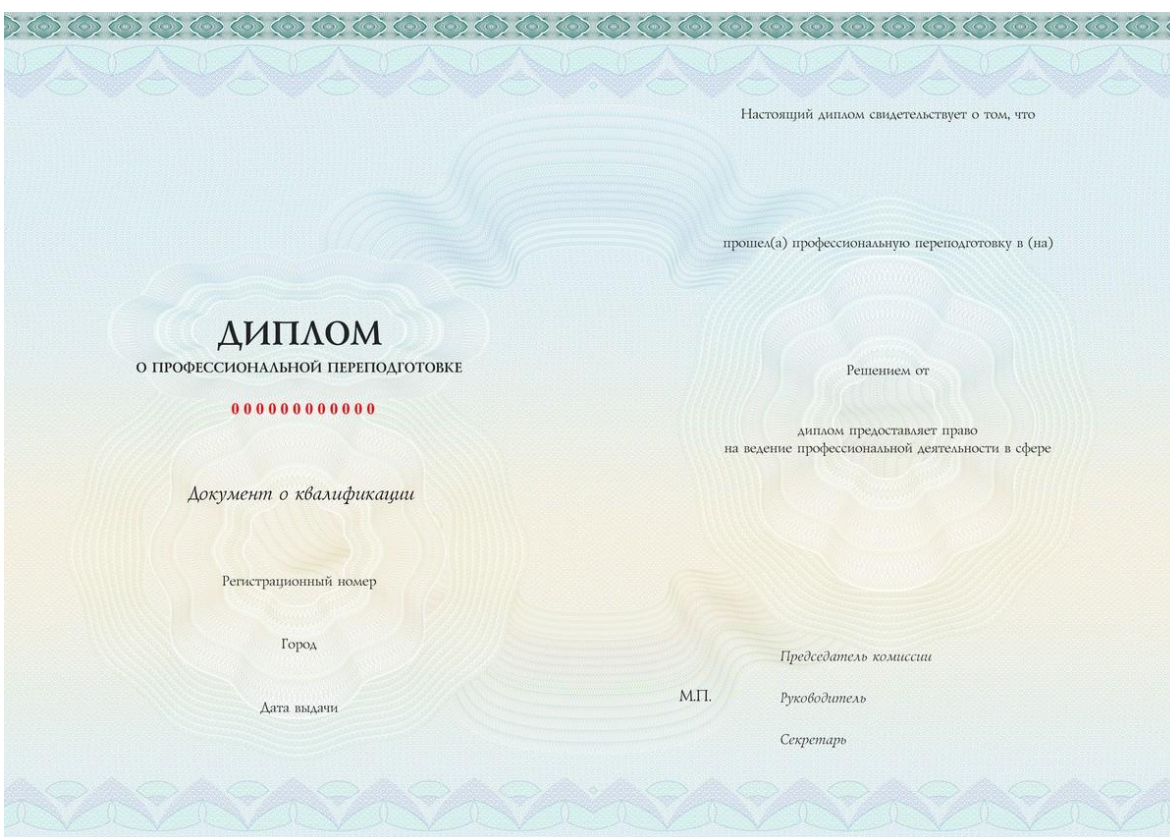 ДИПЛОМ
О ПРОФЕССИОНАЛЬНОЙ ПЕРЕПОДГОТОВКЕ
000000000000
Документ о квалификации
Регистрационный номер
Город
Дата выдачи
Настоящий диплом свидетельствует о том, что
прошел(а) профессиональную переподготовку в (на)
Решением от
диплом предоставляет право
на ведение профессиональной деятельности в сфере
М.П.
Председатель комиссии
Руководитель
Секретарь